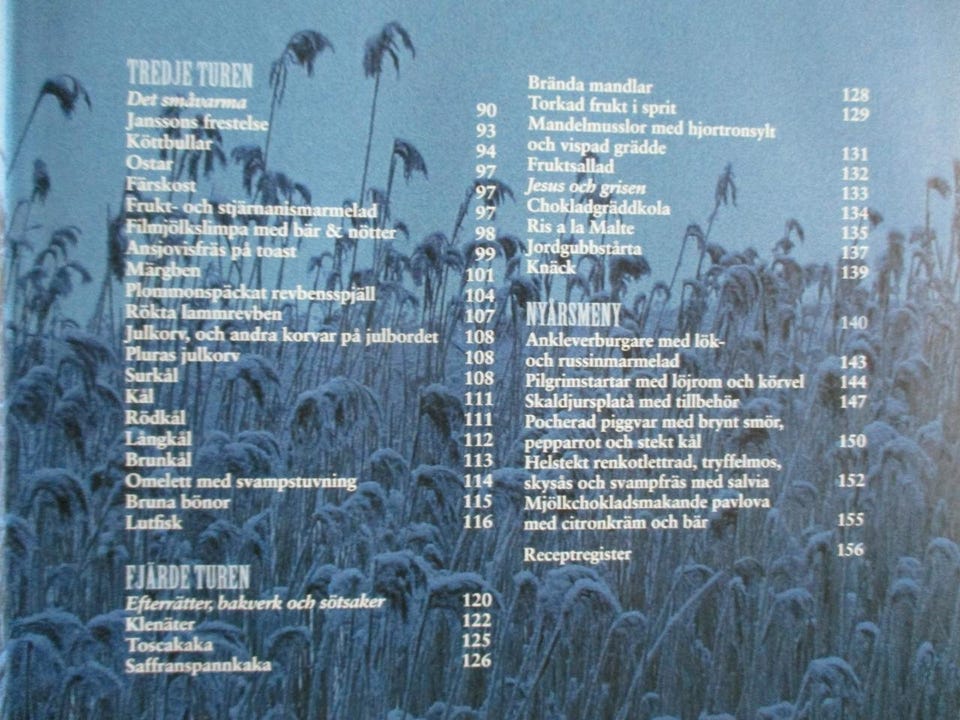 TREDJE TUREN
Det småvarma 90
Janssons frestelse 93
Köttbullar 94
Ostar 97
Färskost 97
Frukt- och stjärnanismarmelad 97
Filmjölkslimpa med bär & nötter 98
Ansjovisfräs på toast 99
Märgben 101
Plommonspäckat revbensspjäll 104
Rökta lammrevben 107
Julkorv, och andra korvar på julbordet 108
Pluras julkorv 108
Surkål 108
Kål 111
Rödkål 111
Långkål 112
Brunkål 113
Omelett med svampstuvning 114
Bruna bönor 115
Lutfisk 116
FJÄRDE TUREN
Efterrätter, bakverk och sötsaker 120
Klenäter 122
Toscakaka 125
Saffranspannkaka 126
Brända mandlar 128
Torkad frukt i sprit 129
Mandelmusslor med hjortronsylt
och vispad grädde 131
Fruktsallad 132
Jesus och grisen 133
Chokladgräddkola 134
Ris a la Malte 135
Jordgubbstårta 137
Knäck 139
NYÅRSMENY 140
Ankleverburgare med lök-
och russinmarmelad 143
Pilgrimstartar med löjrom och körvel 144
Skaldjursplatå med tillbehör 147
Pocherad piggvar med brynt smör,
pepparrot och stekt kål 150
Helstekt renkotlettrad, tryffelmos,
skysås och svampfräs med salvia 152
Mjölkchokladsmakande pavlova
med citronkräm och bär 155
Receptregister 156